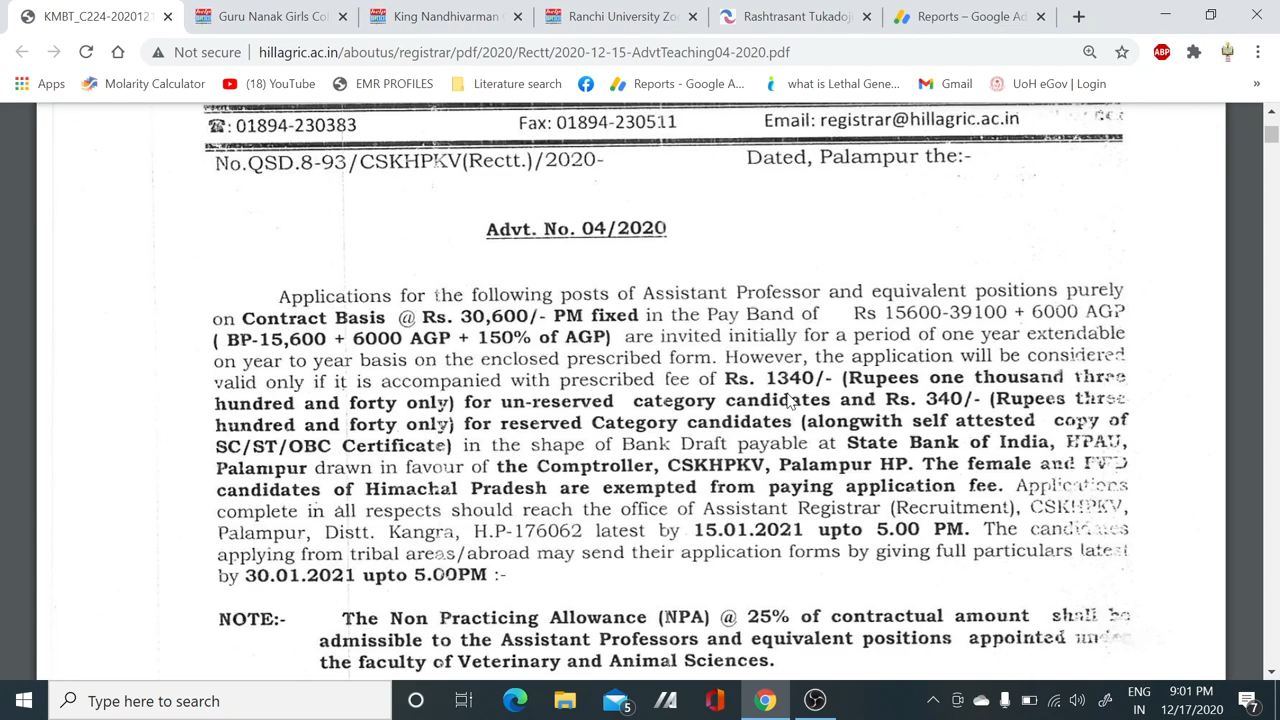 KMBT_C224-2020121
Guru Nanak Girls Co
King Nandhivarman
Ranchi University Zo
Rashtrasant Tukadoji
Reports – Google Ad
Not secure
hillagric.ac.in/aboutus/registrar/pdf/2020/Rectt/2020-12-15-AdvtTeaching04-2020.pdf
ABP
Apps
Molarity Calculator
(18) YouTube
EMR PROFILES
Literature search
Reports - Google A...
what is Lethal Gene...
Gmail
UoH eGov | Login
»
☎: 01894-230383 Fax: 01894-230511 Email: registrar@hillagric.ac.in
No.QSD.8-93/CSKHPKV(Rectt.)/2020- Dated, Palampur the:-
Advt. No. 04/2020
Applications for the following posts of Assistant Professor and equivalent positions purely
on Contract Basis @ Rs. 30,600/- PM fixed in the Pay Band of Rs 15600-39100 + 6000 AGP
( BP-15,600 + 6000 AGP + 150% of AGP) are invited initially for a period of one year extendable
on year to year basis on the enclosed prescribed form. However, the application will be considered
valid only if it is accompanied with prescribed fee of Rs. 1340/- (Rupees one thousand three
hundred and forty only) for un-reserved category candidates and Rs. 340/- (Rupees three
hundred and forty only) for reserved Category candidates (alongwith self attested copy of
SC/ST/OBC Certificate) in the shape of Bank Draft payable at State Bank of India, HPAU,
Palampur drawn in favour of the Comptroller, CSKHPKV, Palampur HP. The female and
candidates of Himachal Pradesh are exempted from paying application fee. Applications
complete in all respects should reach the office of Assistant Registrar (Recruitment), CSKHPKV,
Palampur, Distt. Kangra, H.P-176062 latest by 15.01.2021 upto 5.00 PM. The candidates
applying from tribal areas/abroad may send their application forms by giving full particulars latest
by 30.01.2021 upto 5.00PM :-
NOTE:- The Non Practicing Allowance (NPA) @ 25% of contractual amount shall be
admissible to the Assistant Professors and equivalent positions appointed under
the faculty of Veterinary and Animal Sciences.
Type here to search
5
ENG
IN
9:01 PM
12/17/2020
7